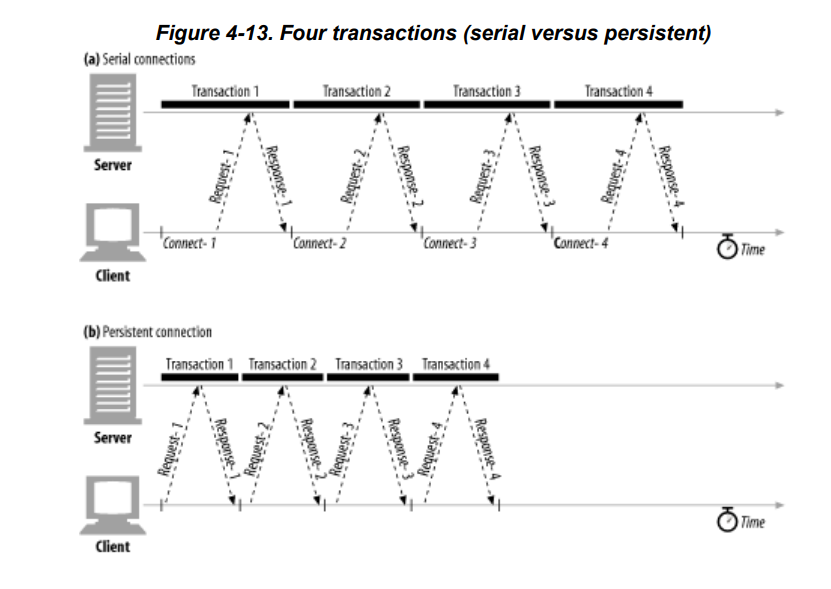 Figure 4-13. Four transactions (serial versus persistent)
(a) Serial connections
Transaction 1 Transaction 2 Transaction 3 Transaction 4
Server
Request-1 Response-1 Request-2 Response-2 Request-3 Response-3 Request-4 Response-4
Connect-1 Connect-2 Connect-3 Connect-4
Time
Client
(b) Persistent connection
Transaction 1 Transaction 2 Transaction 3 Transaction 4
Server
Request-1 Response-1 Request-2 Response-2 Request-3 Response-3 Request-4 Response-4
Time
Client